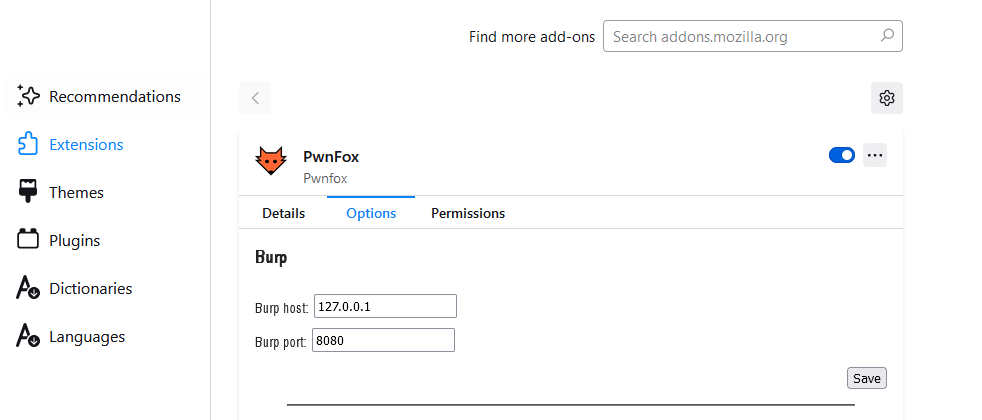 Find more add-ons Search addons.mozilla.org
Recommendations
Extensions
Themes
Plugins
Dictionaries
Languages
PwnFox
Pwnfox
Details Options Permissions
Burp
Burp host: 127.0.0.1
Burp port: 8080
Save